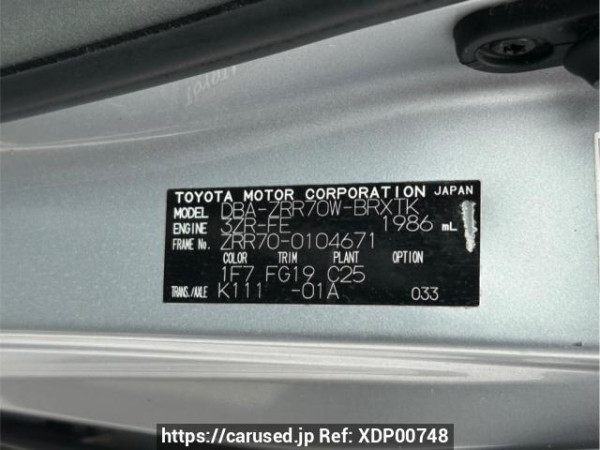 TOYOTA MOTOR CORPORATION JAPAN
MODEL DBA-ZRR70W-BRXTK
ENGINE 3ZR-FE 1986 mL
FRAME No. ZRR70-0104671
COLOR TRIM PLANT OPTION
1F7 FG19 C25
TRANS./AXLE K111 -01A 033
https://carused.jp Ref: XDP00748